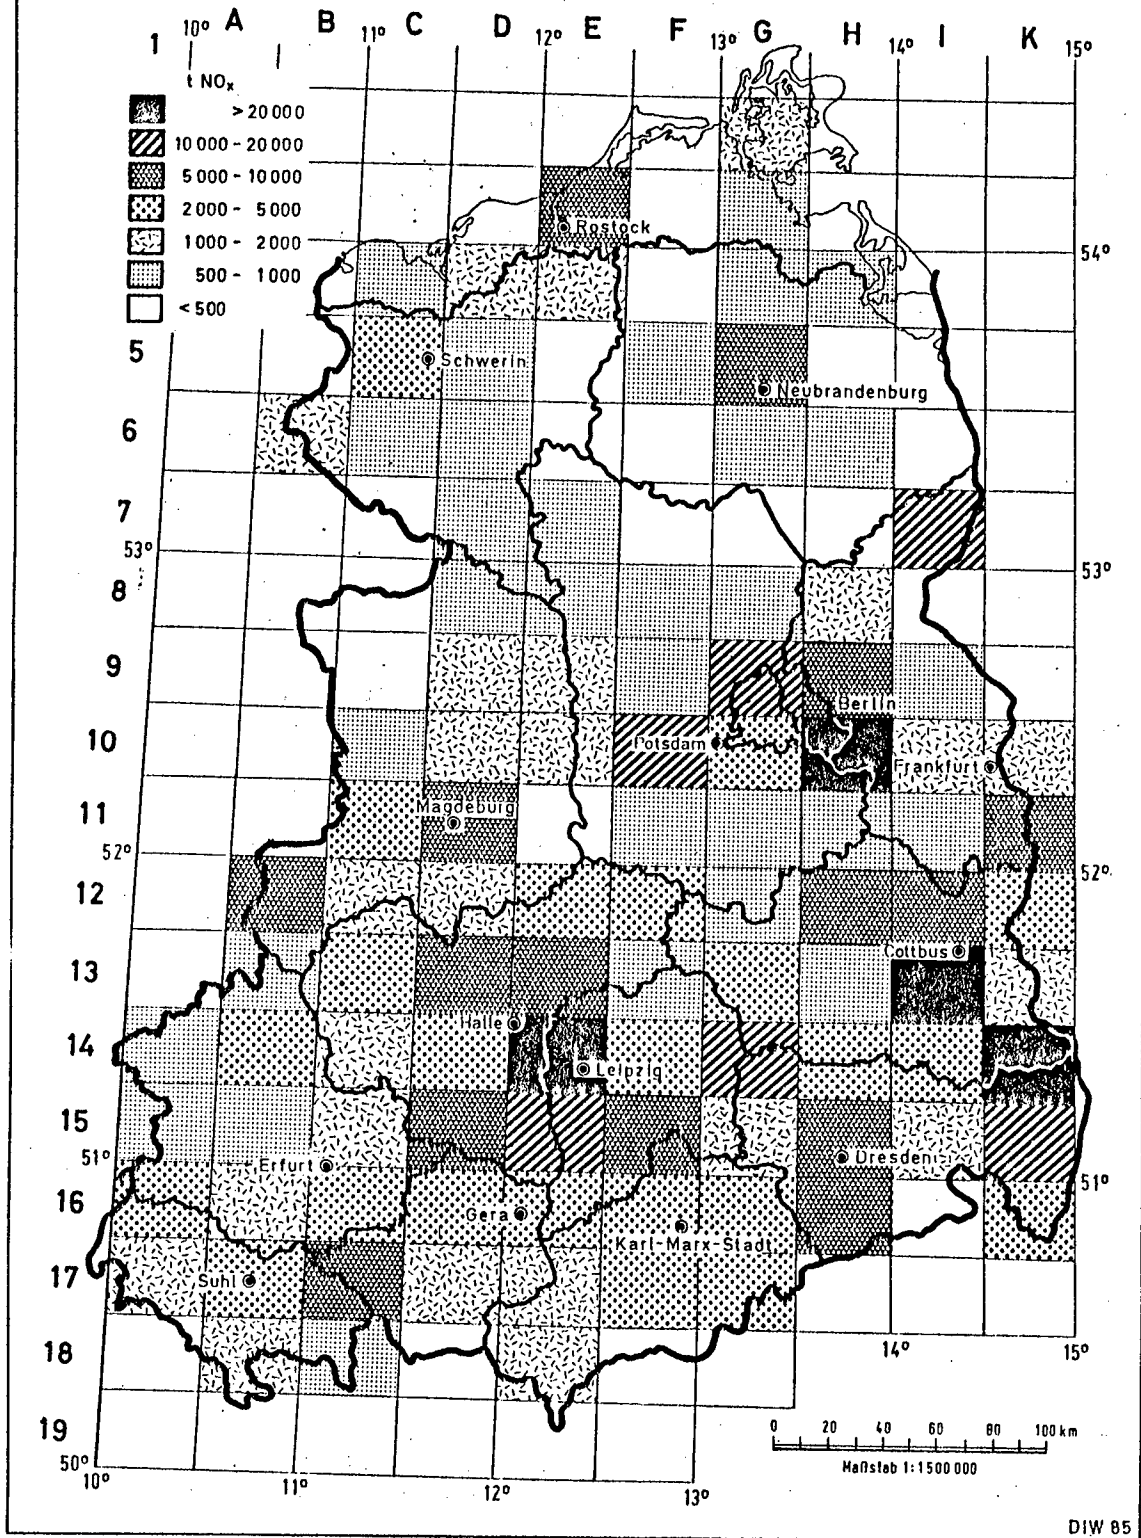 1 10° A B 11° C D 12° E F 13° G H 14° I K 15°
t NOx
> 20 000
10 000 - 20 000
5 000 - 10 000
2 000 - 5 000
1 000 - 2 000
500 - 1 000
< 500
Rostock
54°
5
Schwerin
Neubrandenburg
6
7
53°
53°
8
9
Berlin
10
Potsdam
Frankfurt
11
Magdeburg
52°
52°
12
Cottbus
13
Halle
14
Leipzig
15
51°
Erfurt
Dresden
51°
16
Gera
Karl-Marx-Stadt
17
Suhl
18
14°
15°
19
50°
10°
11°
12°
13°
0 20 40 60 80 100 km
Maßstab 1:1500 000
DIW 85